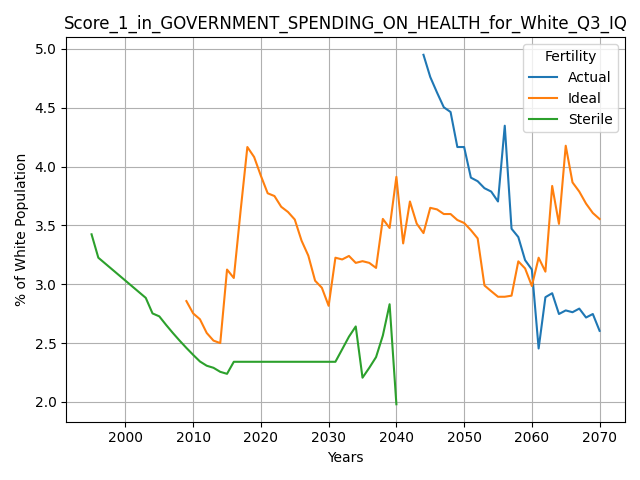 Score_1_in_GOVERNMENT_SPENDING_ON_HEALTH_for_White_Q3_IQ
Fertility
Actual
Ideal
Sterile
% of White Population
5.0
4.5
4.0
3.5
3.0
2.5
2.0
2000 2010 2020 2030 2040 2050 2060 2070
Years